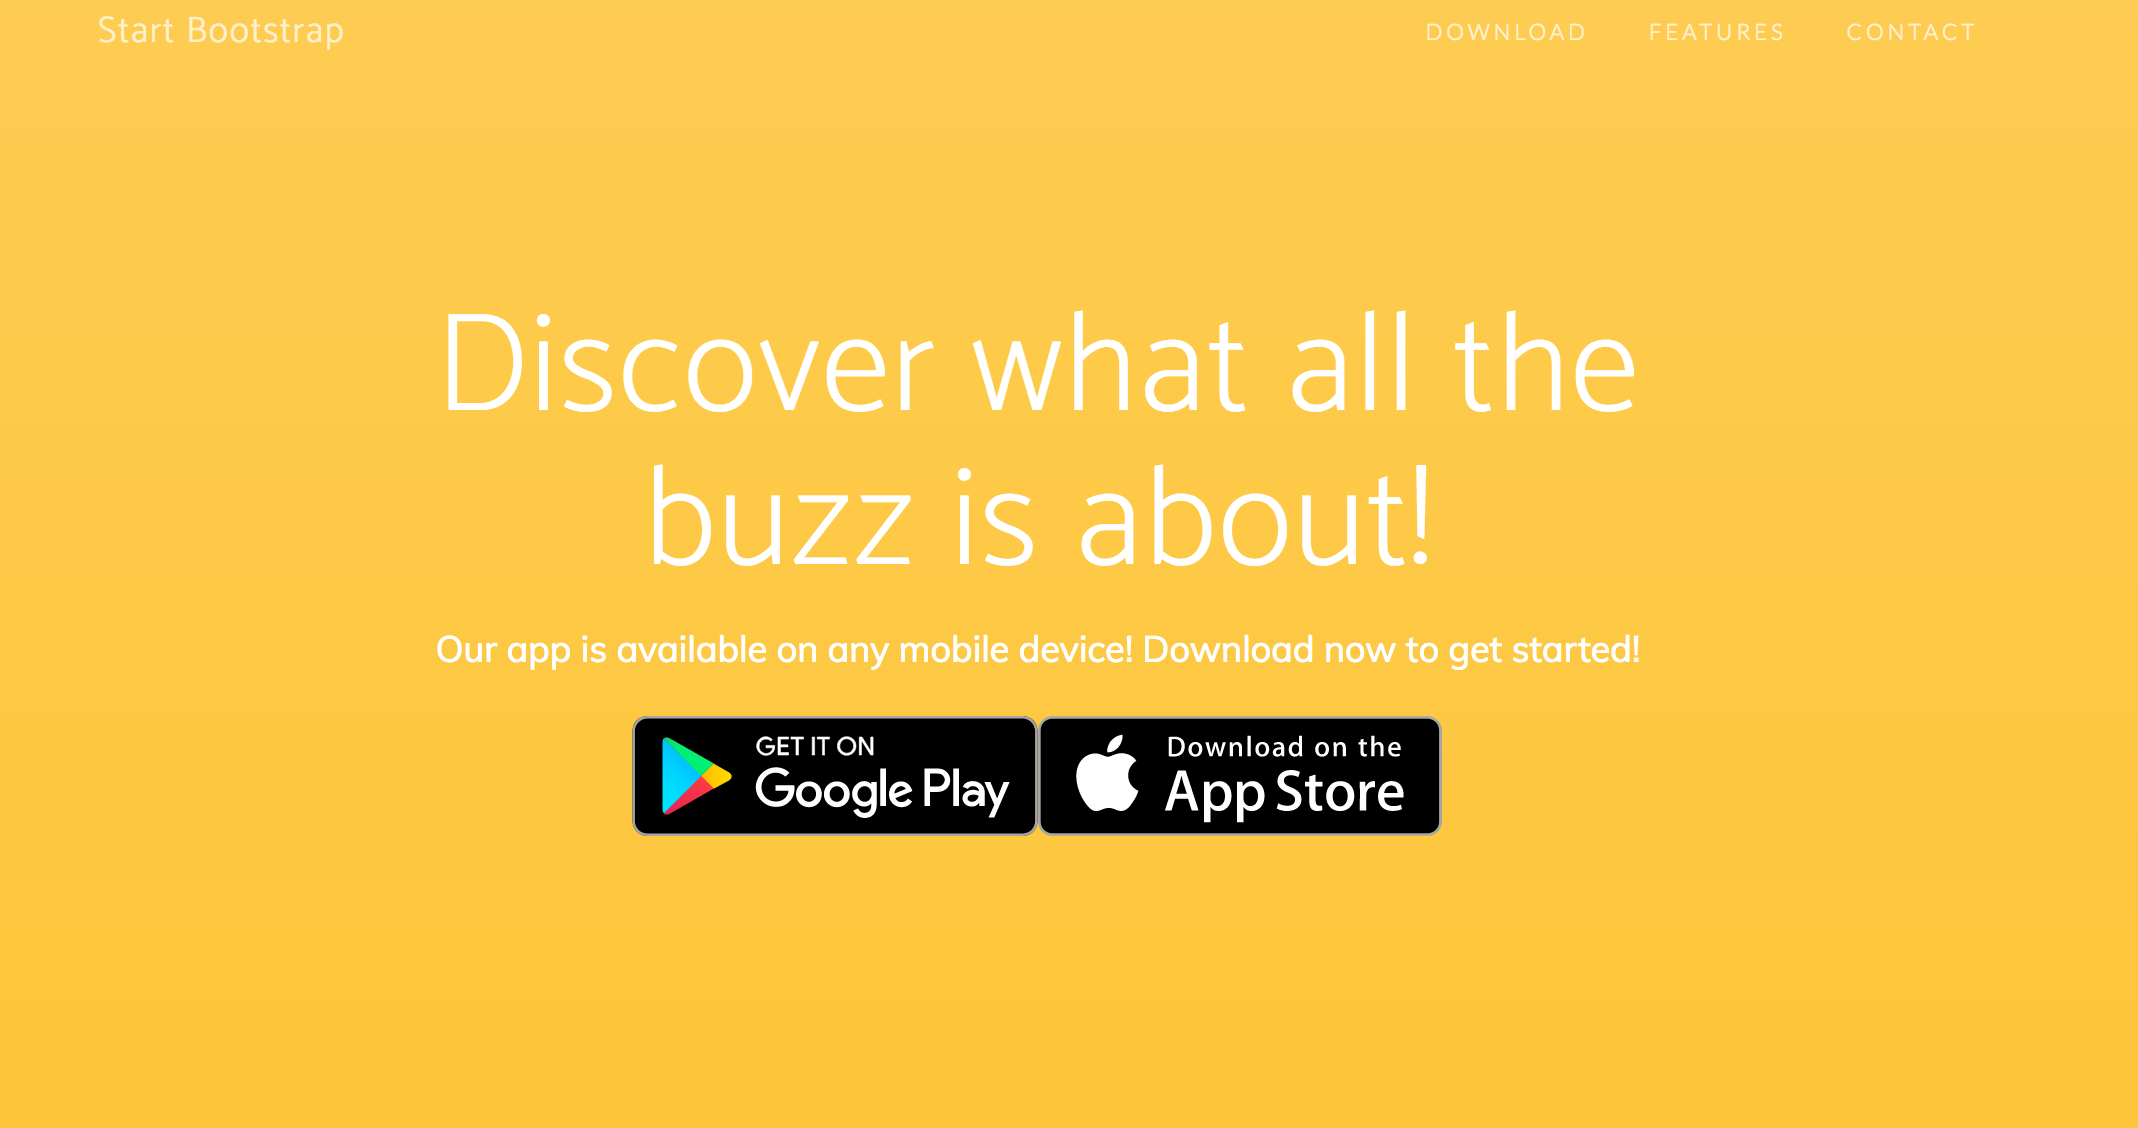 Start Bootstrap
DOWNLOAD
FEATURES
CONTACT
Discover what all the
buzz is about!
Our app is available on any mobile device! Download now to get started!
GET IT ON
Google Play
Download on the
App Store